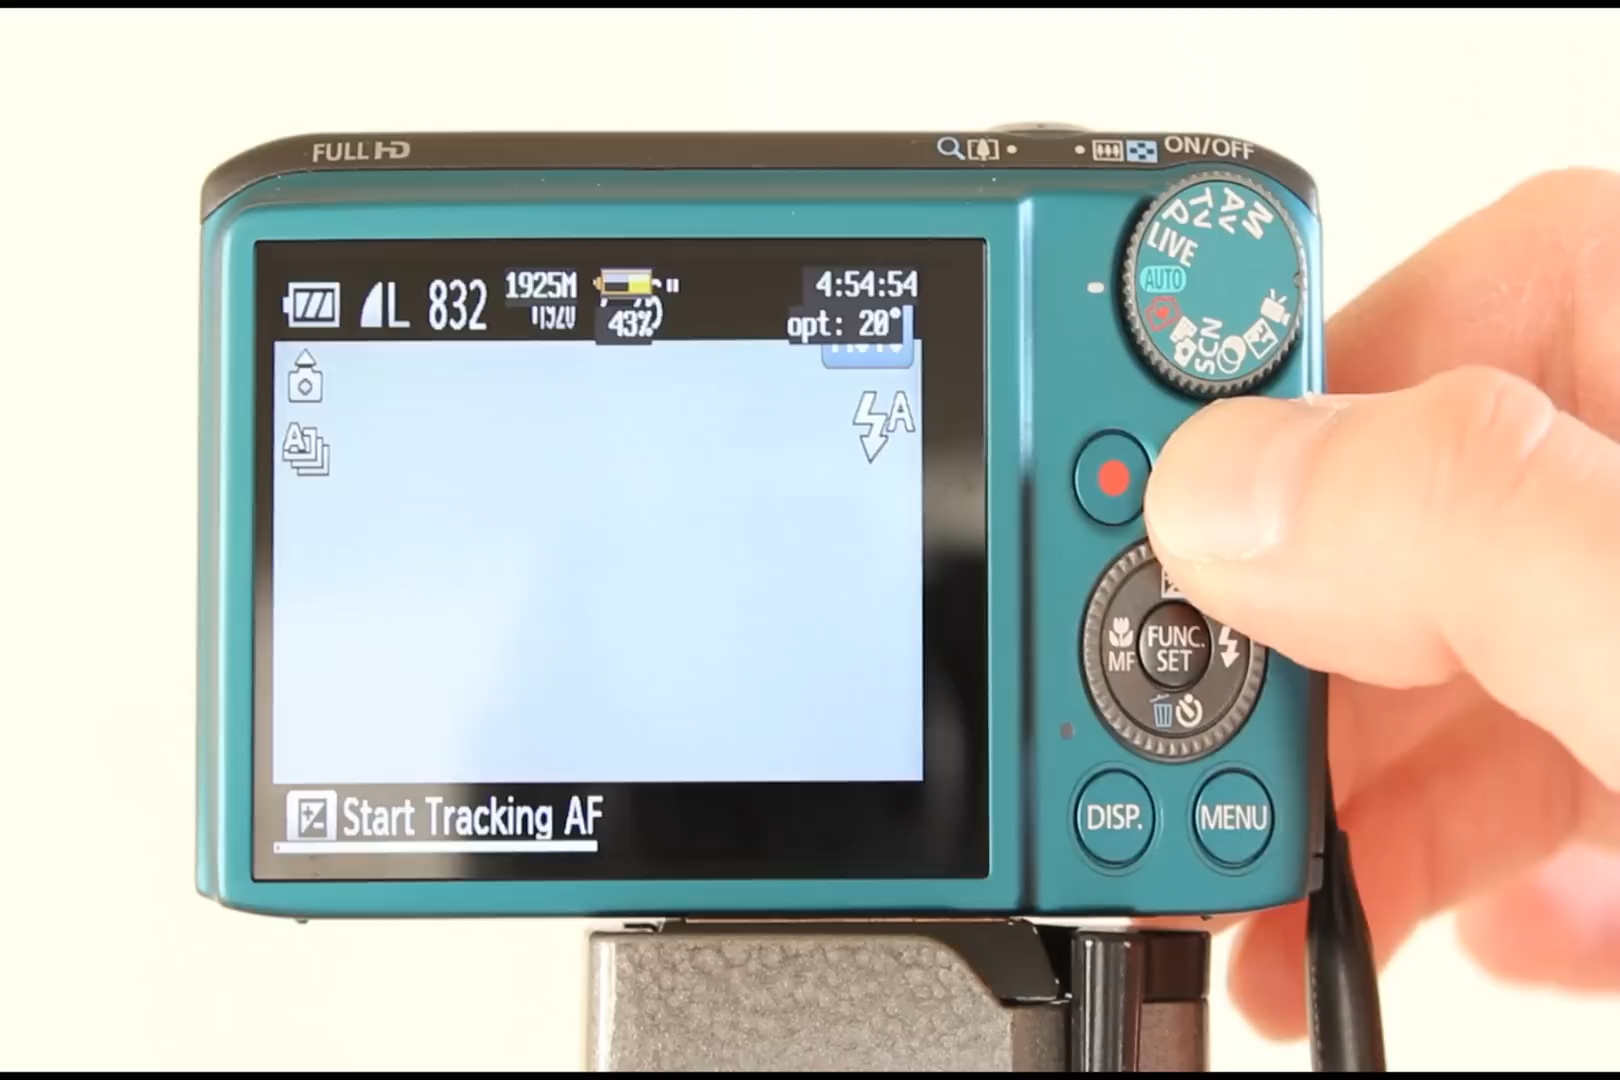 FULL HD
ON/OFF
M
AV
TV
P
LIVE
AUTO
SCN
L 832 1925M 43% 4:54:54
opt: 20°
A
Start Tracking AF
MF
FUNC.
SET
DISP.
MENU